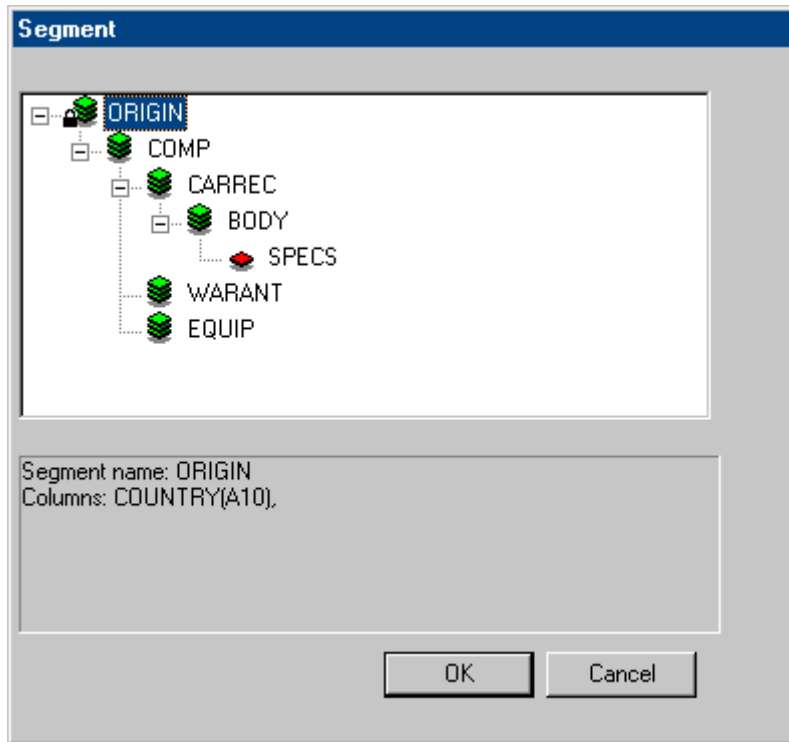 Segment
ORIGIN
COMP
CARREC
BODY
SPECS
WARANT
EQUIP
Segment name: ORIGIN
Columns: COUNTRY(A10),
OK Cancel